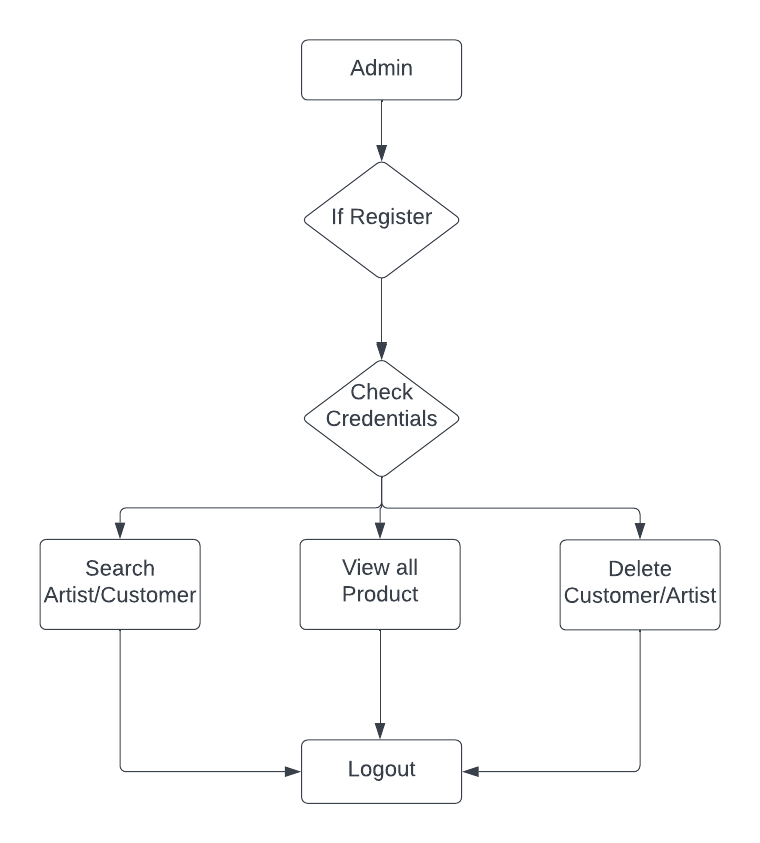 Admin
If Register
Check
Credentials
Search
Artist/Customer
View all
Product
Delete
Customer/Artist
Logout